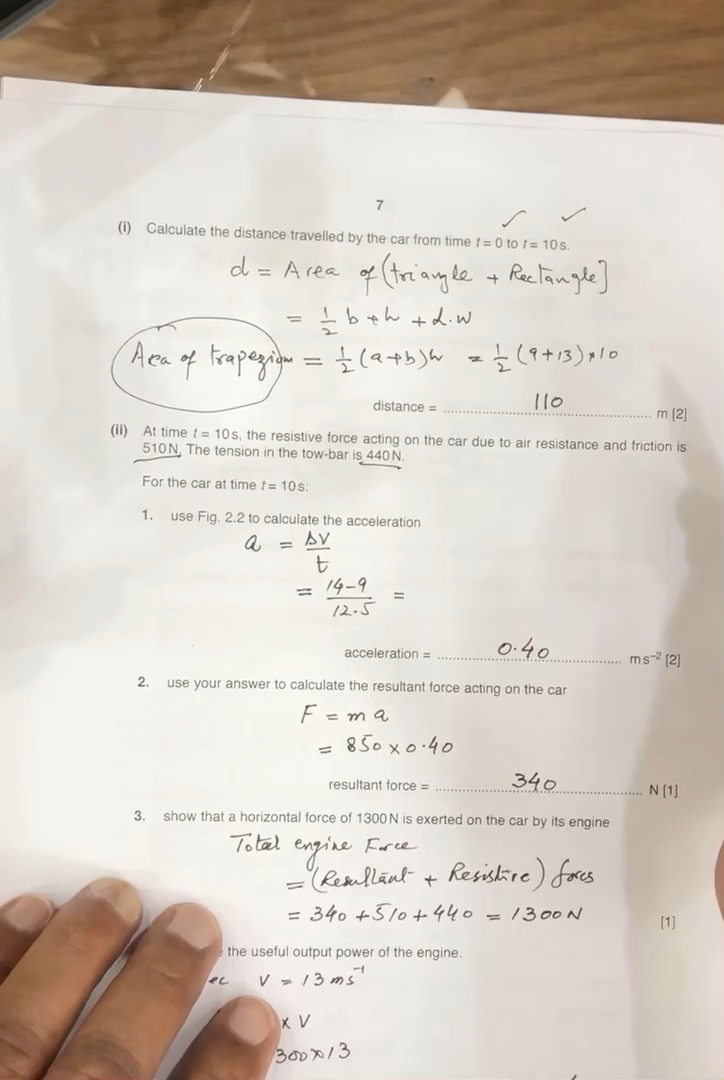 7
(i) Calculate the distance travelled by the car from time t = 0 to t = 10 s.
d = Area of (triangle + Rectangle]
= 1/2 b*h + L.W
Area of trapezium = 1/2 (a+b)h = 1/2 (9+13)*10
distance = 110 m [2]
(ii) At time t = 10 s, the resistive force acting on the car due to air resistance and friction is
510 N. The tension in the tow-bar is 440 N.
For the car at time t = 10 s:
1. use Fig. 2.2 to calculate the acceleration
a = ΔV/t
= 14-9/12.5 =
acceleration = 0.40 m s⁻² [2]
2. use your answer to calculate the resultant force acting on the car
F = ma
= 850 x 0.40
resultant force = 340 N [1]
3. show that a horizontal force of 1300 N is exerted on the car by its engine
Total engine Force
= (Resultant + Resistive) forces
= 340 + 510 + 440 = 1300 N
[1]
the useful output power of the engine.
ec V = 13 ms⁻¹
x V
300 x 13